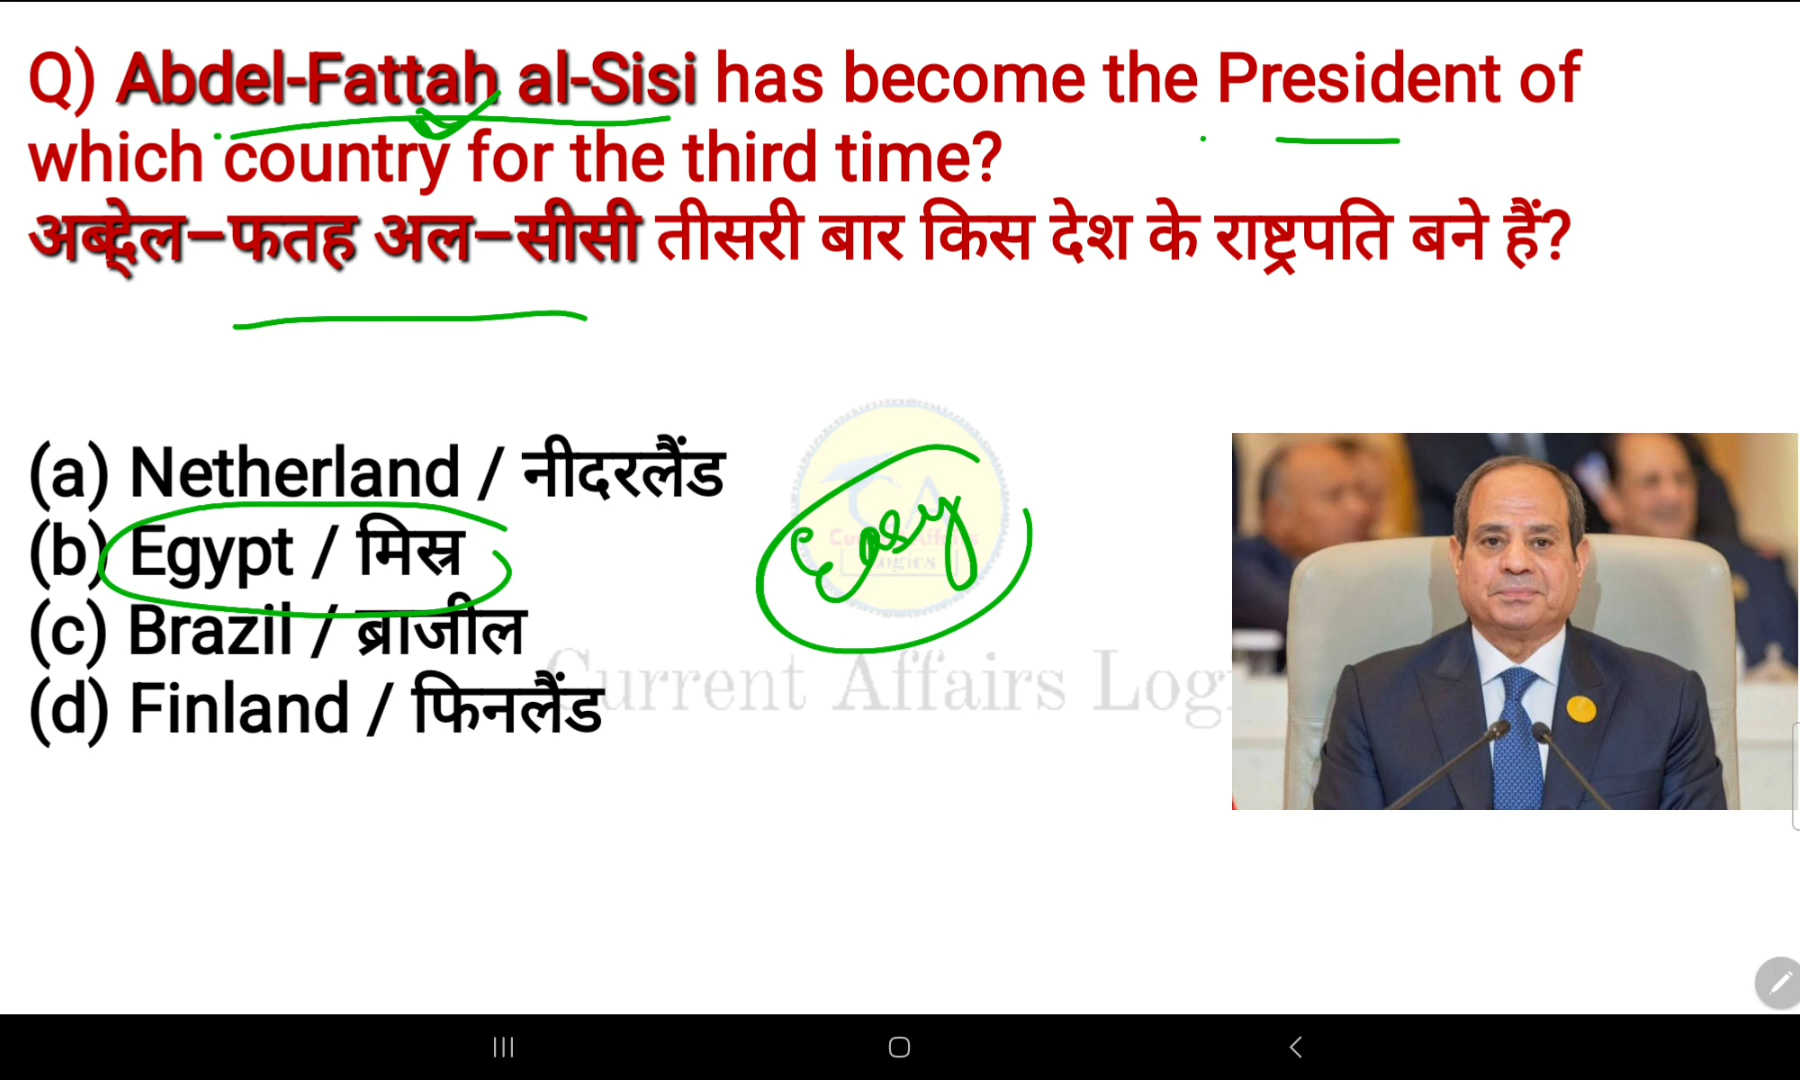 Q) Abdel-Fattah al-Sisi has become the President of
which country for the third time?
अब्देल–फतह अल–सीसी तीसरी बार किस देश के राष्ट्रपति बने हैं?
(a) Netherland / नीदरलैंड
(b) Egypt / मिस्र
(c) Brazil / ब्राजील
(d) Finland / फिनलैंड
Easy
Current Affairs Logi